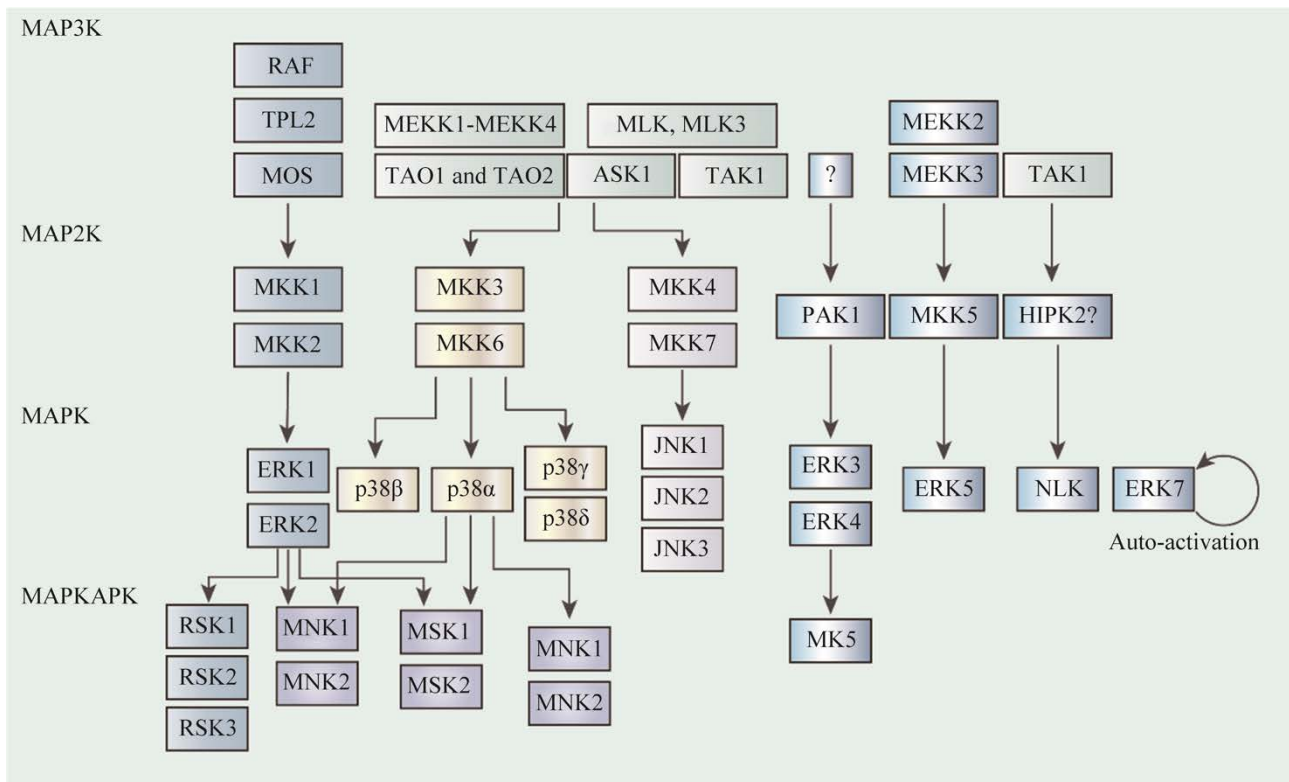 MAP3K
RAF
TPL2
MEKK1-MEKK4
MLK, MLK3
MEKK2
MOS
TAO1 and TAO2
ASK1
TAK1
?
MEKK3
TAK1
MAP2K
MKK1
MKK3
MKK4
PAK1
MKK5
HIPK2?
MKK2
MKK6
MKK7
MAPK
ERK1
p38β
p38α
p38γ
JNK1
ERK3
ERK5
NLK
ERK7
ERK2
p38δ
JNK2
ERK4
JNK3
Auto-activation
MAPKAPK
RSK1
MNK1
MSK1
MNK1
MK5
RSK2
MNK2
MSK2
MNK2
RSK3